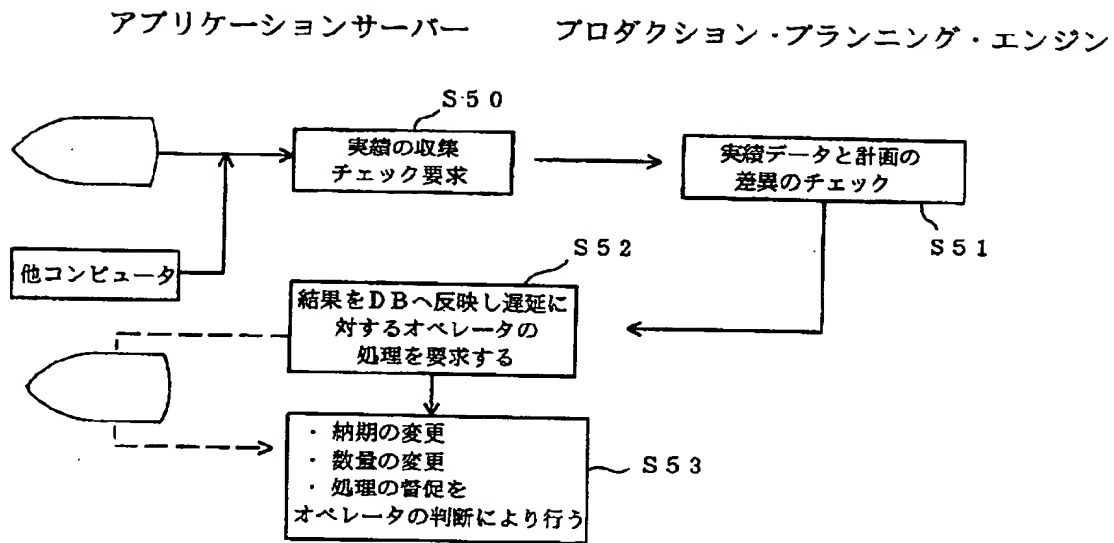 アプリケーションサーバー
プロダクション・プランニング・エンジン
S50
実績の収集
チェック要求
実績データと計画の
差異のチェック
S51
他コンピュータ
S52
結果をDBへ反映し遅延に
対するオペレータの
処理を要求する
・納期の変更
・数量の変更
・処理の督促を
オペレータの判断により行う
S53